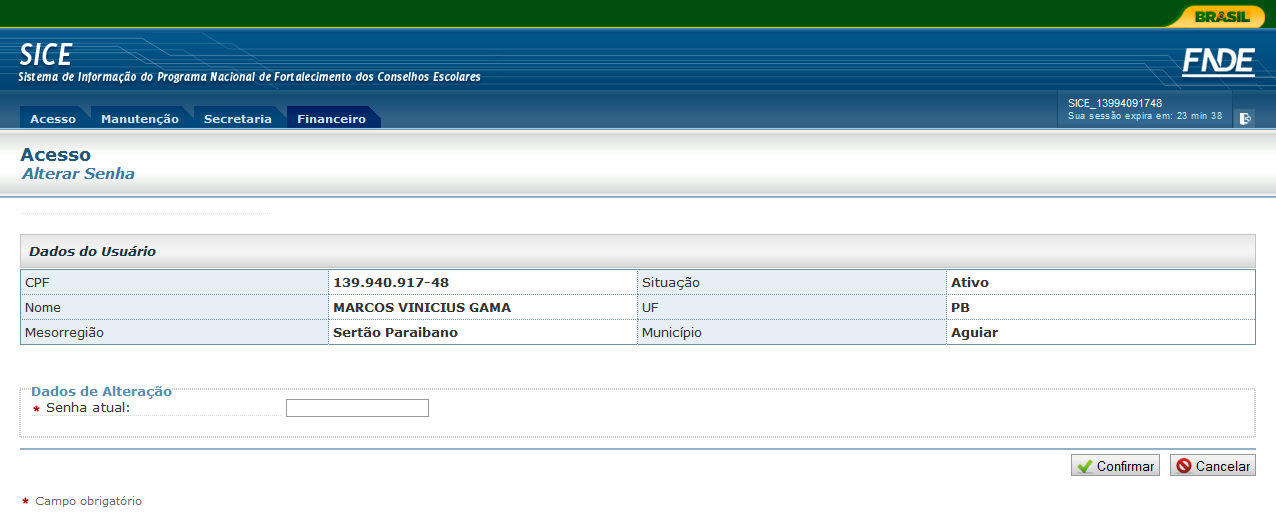 BRASIL
SICE
Sistema de Informação do Programa Nacional de Fortalecimento dos Conselhos Escolares
FNDE
Acesso Manutenção Secretaria Financeiro
SICE_13994091748
Sua sessão expira em: 23 min 38
Acesso
Alterar Senha
Dados do Usuário
CPF 139.940.917-48 Situação Ativo
Nome MARCOS VINICIUS GAMA UF PB
Mesorregião Sertão Paraibano Município Aguiar
Dados de Alteração
* Senha atual:
Confirmar Cancelar
* Campo obrigatório